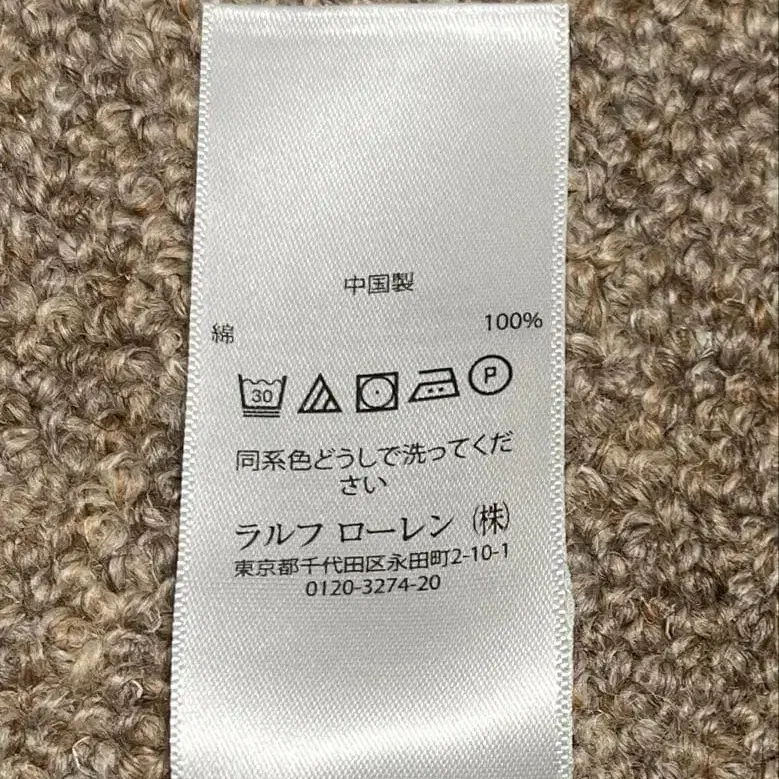 中国製
綿 100%
30 P
同系色どうしで洗ってくだ
さい
ラルフ ローレン (株)
東京都千代田区永田町2-10-1
0120-3274-20